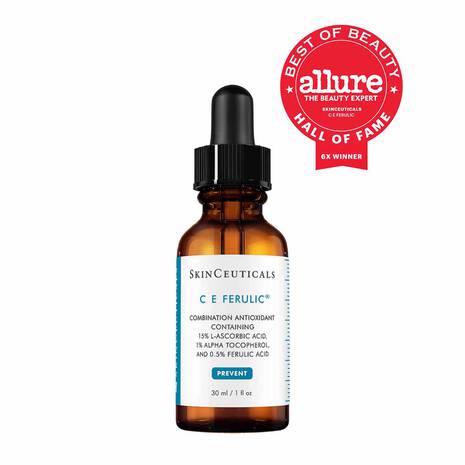 BEST OF BEAUTY
allure
THE BEAUTY EXPERT
SKINCEUTICALS
C E FERULIC
HALL OF FAME
6X WINNER
SKINCEUTICALS
C E FERULIC®
COMBINATION ANTIOXIDANT
CONTAINING
15% L-ASCORBIC ACID,
1% ALPHA TOCOPHEROL,
AND 0.5% FERULIC ACID
PREVENT
30 ml / 1 fl oz